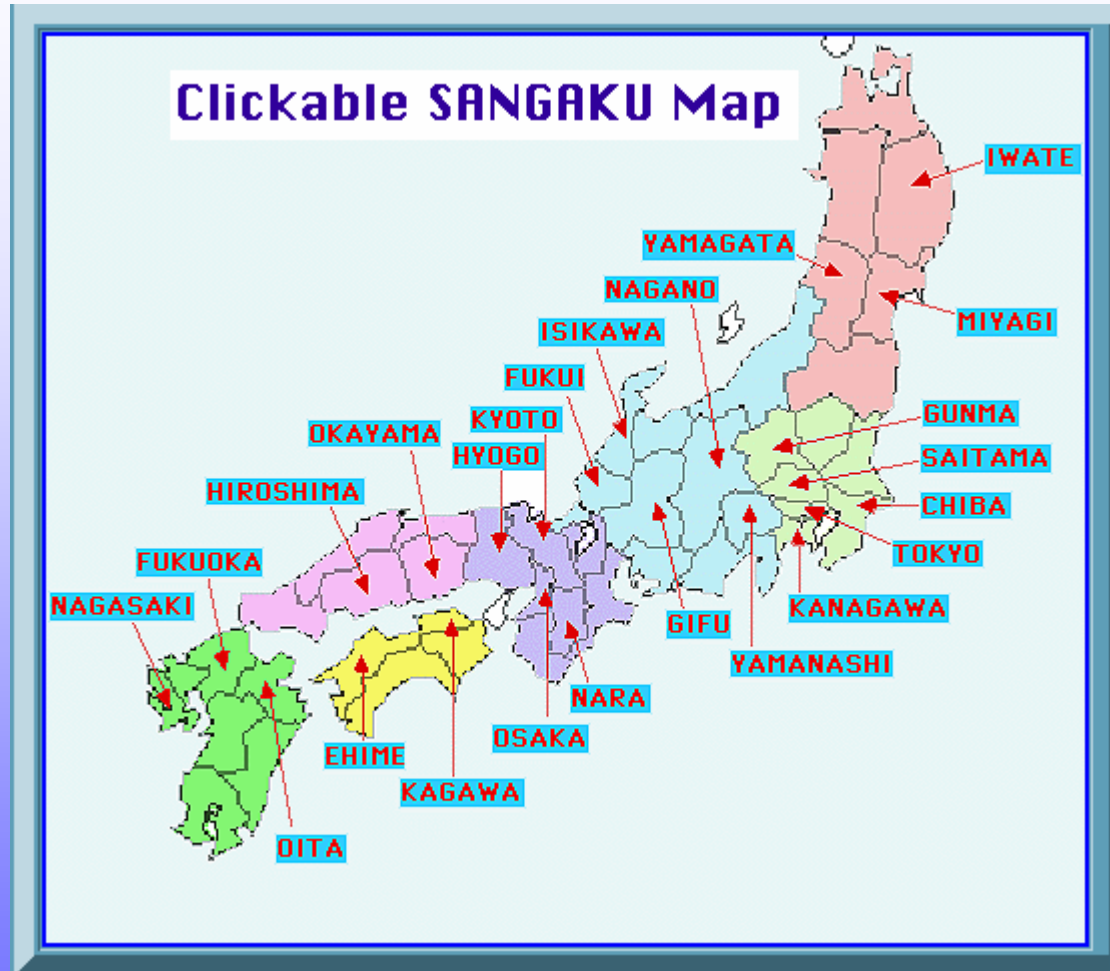 Clickable SANGAKU Map
IWATE
YAMAGATA
NAGANO
MIYAGI
ISIKAWA
FUKUI
KYOTO
GUNMA
OKAYAMA
HYOGO
SAITAMA
HIROSHIMA
CHIBA
TOKYO
FUKUOKA
NAGASAKI
KANAGAWA
GIFU
YAMANASHI
NARA
OSAKA
EHIME
KAGAWA
OITA